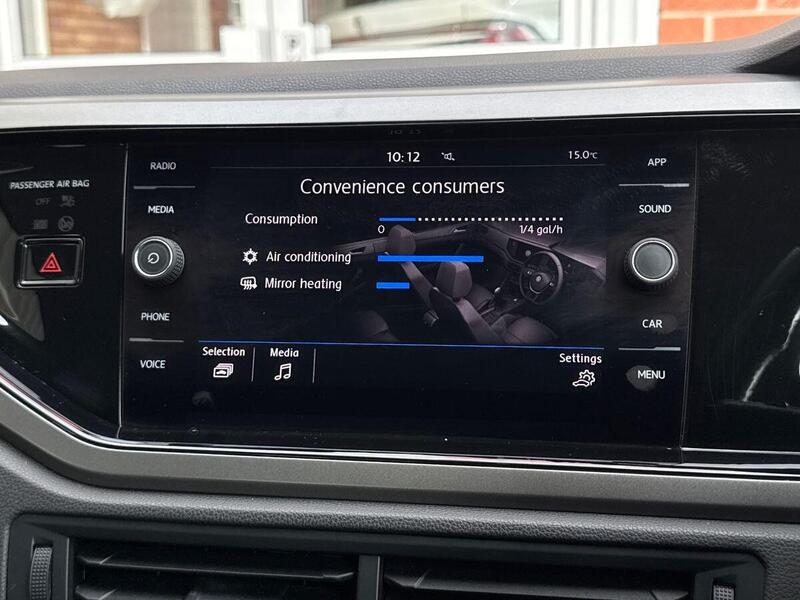 10:12
15.0°C
RADIO
APP
PASSENGER AIR BAG
OFF
MEDIA
SOUND
Convenience consumers
Consumption
0
1/4 gal/h
Air conditioning
Mirror heating
PHONE
CAR
VOICE
MENU
Selection
Media
Settings